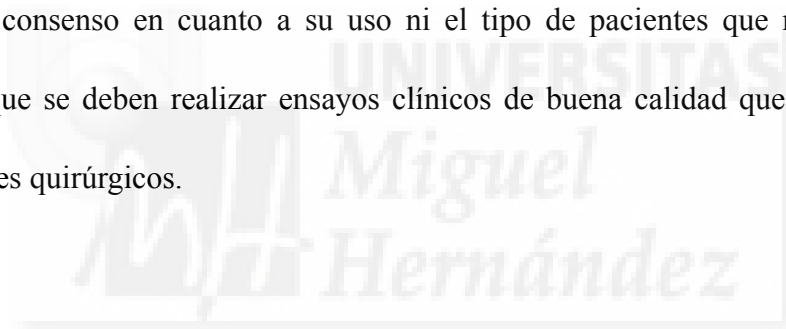 consenso en cuanto a su uso ni el tipo de pacientes que
UNIVERSITAS
que se deben realizar ensayos clínicos de buena calidad que
Miguel
es quirúrgicos.
Hernández